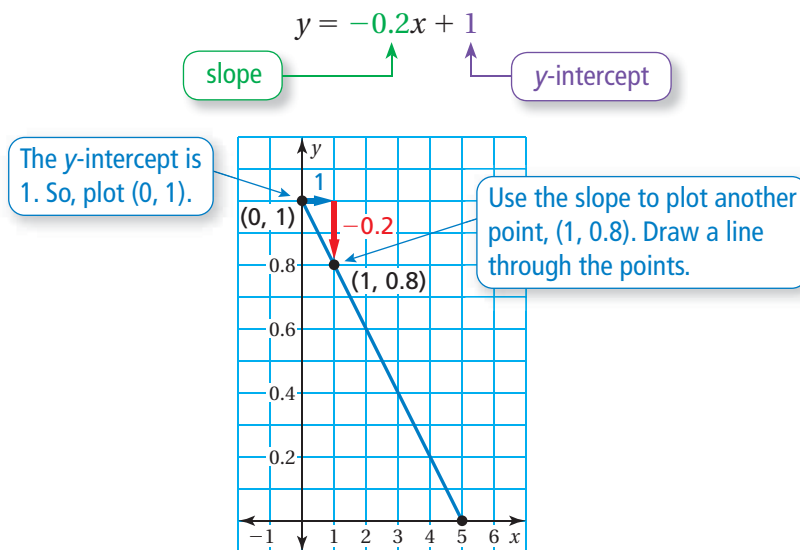 y = −0.2x + 1
slope
y-intercept
The y-intercept is
1. So, plot (0, 1).
y
1
(0, 1)
−0.2
Use the slope to plot another
point, (1, 0.8). Draw a line
through the points.
0.8
(1, 0.8)
0.6
0.4
0.2
−1 1 2 3 4 5 6 x